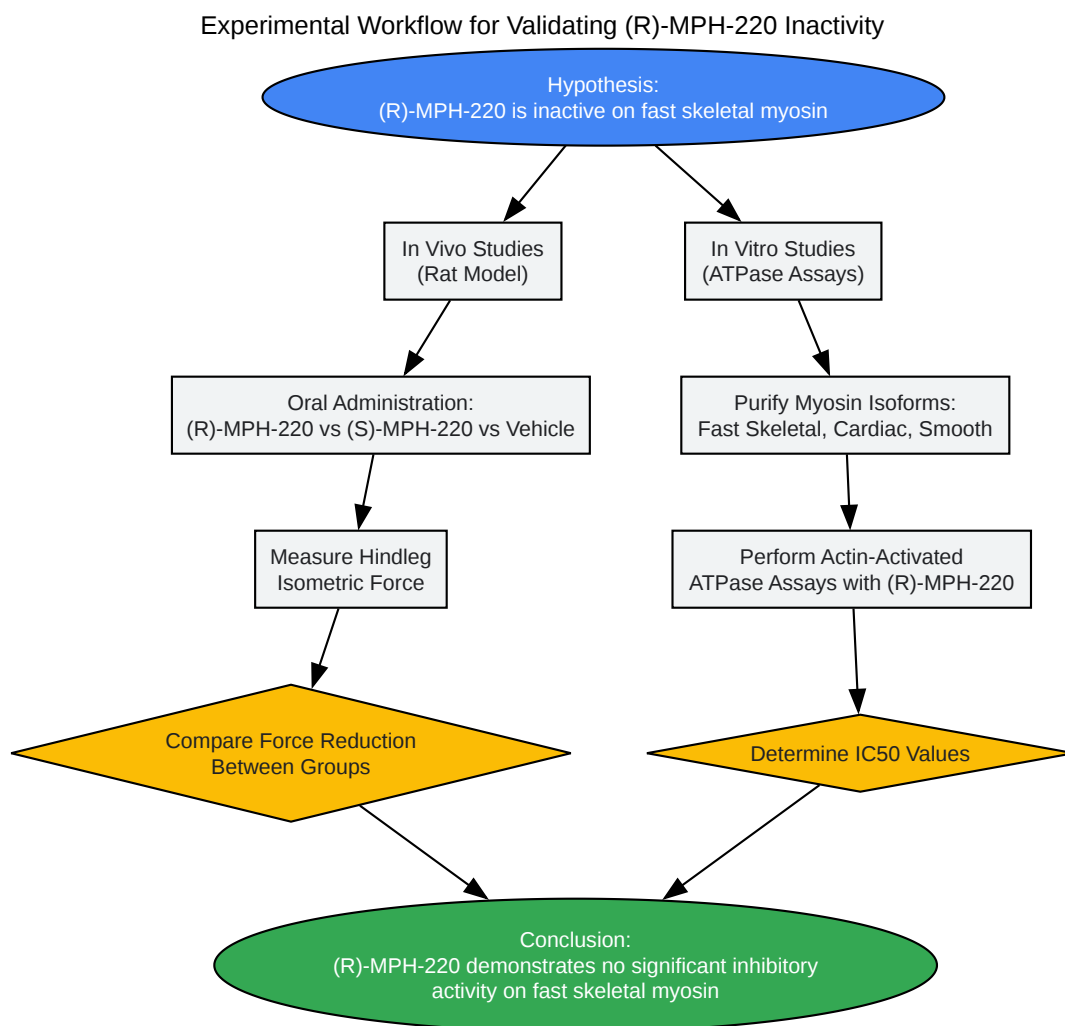 Experimental Workflow for Validating (R)-MPH-220 Inactivity
Hypothesis:
(R)-MPH-220 is inactive on fast skeletal myosin
In Vivo Studies
(Rat Model)
In Vitro Studies
(ATPase Assays)
Oral Administration:
(R)-MPH-220 vs (S)-MPH-220 vs Vehicle
Purify Myosin Isoforms:
Fast Skeletal, Cardiac, Smooth
Measure Hindleg
Isometric Force
Perform Actin-Activated
ATPase Assays with (R)-MPH-220
Compare Force Reduction
Between Groups
Determine IC50 Values
Conclusion:
(R)-MPH-220 demonstrates no significant inhibitory
activity on fast skeletal myosin